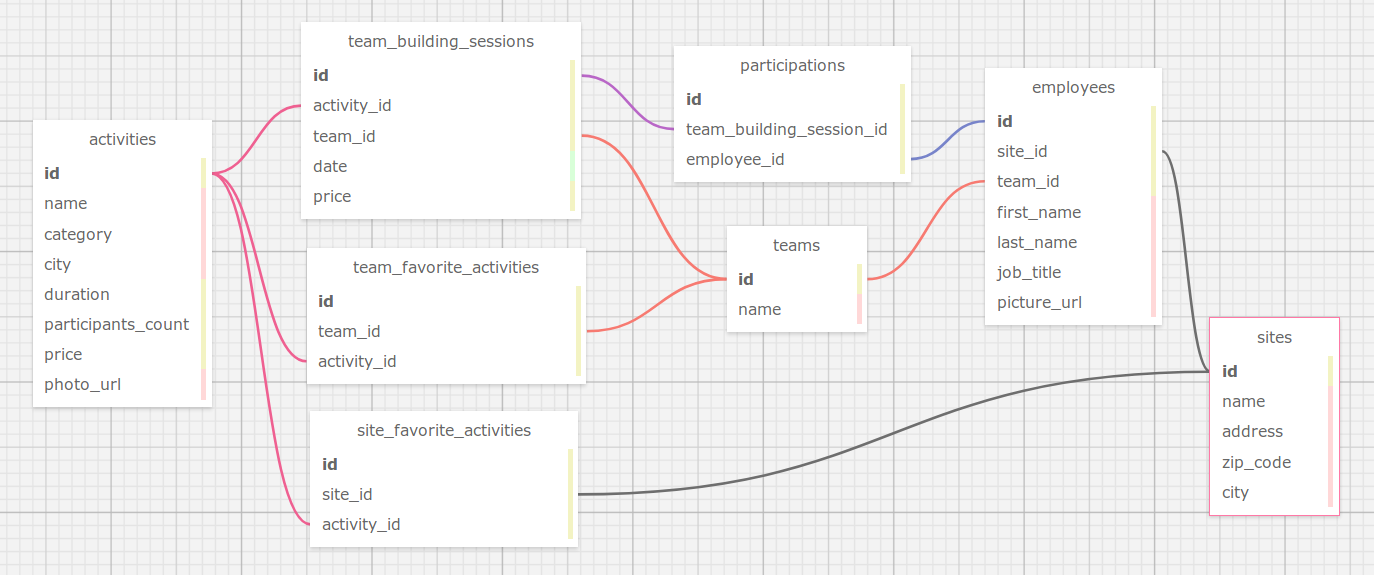 activities
id
name
category
city
duration
participants_count
price
photo_url
team_building_sessions
id
activity_id
team_id
date
price
team_favorite_activities
id
team_id
activity_id
site_favorite_activities
id
site_id
activity_id
participations
id
team_building_session_id
employee_id
teams
id
name
employees
id
site_id
team_id
first_name
last_name
job_title
picture_url
sites
id
name
address
zip_code
city